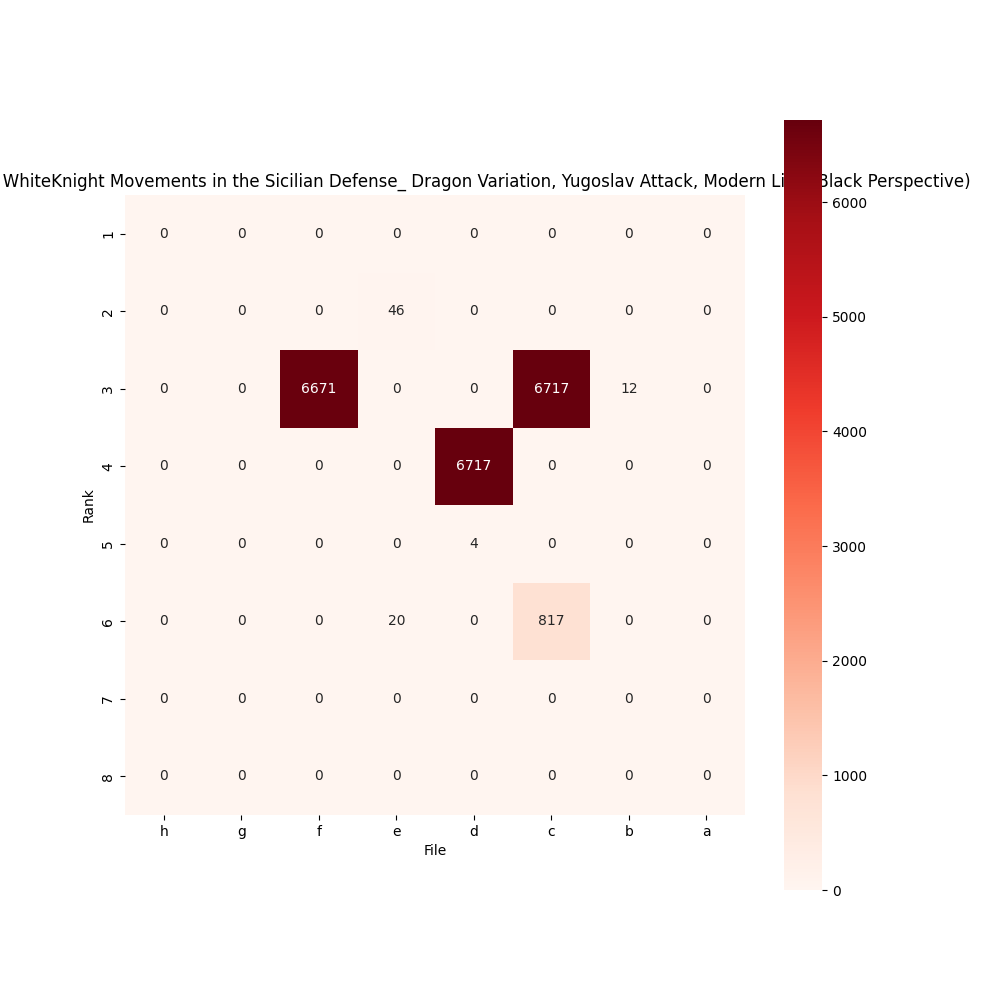 WhiteKnight Movements in the Sicilian Defense_ Dragon Variation, Yugoslav Attack, Modern Li Black Perspective)
6000
1 0 0 0 0 0 0 0 0
2 0 0 0 46 0 0 0 0
5000
3 0 0 6671 0 0 6717 12 0
4000
4 0 0 0 0 6717 0 0 0
Rank
5 0 0 0 0 4 0 0 0
3000
6 0 0 0 20 0 817 0 0
2000
7 0 0 0 0 0 0 0 0
8 0 0 0 0 0 0 0 0
1000
h g f e d c b a
File
0